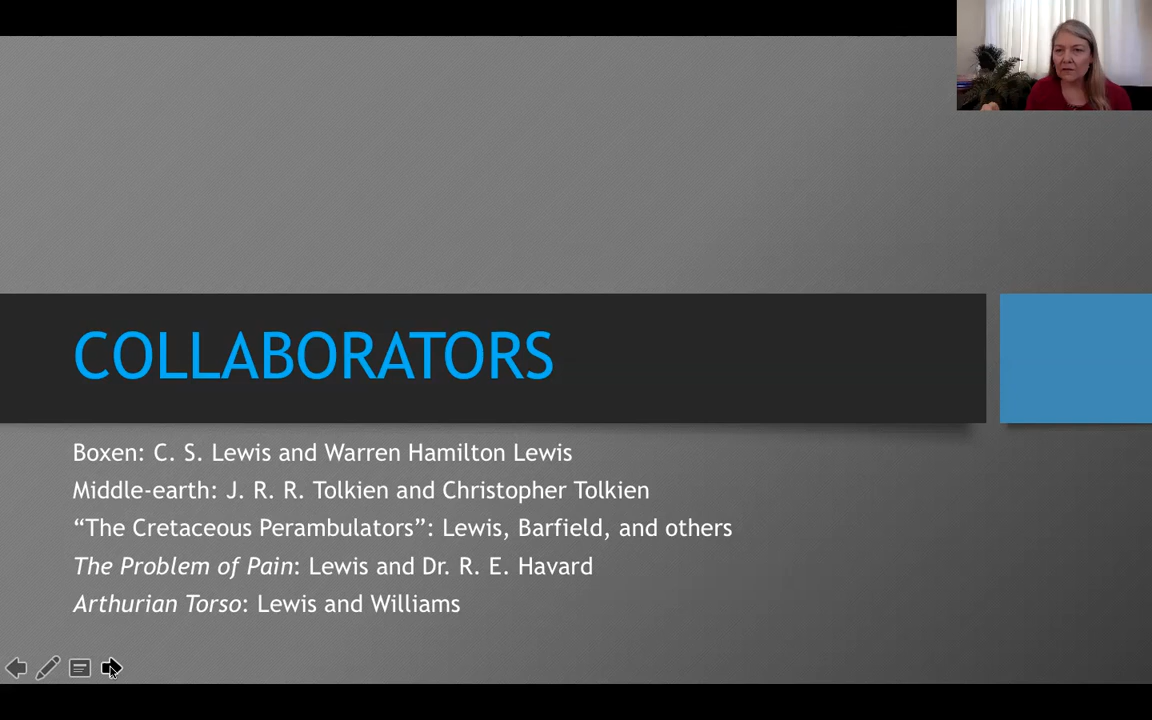 COLLABORATORS
Boxen: C. S. Lewis and Warren Hamilton Lewis
Middle-earth: J. R. R. Tolkien and Christopher Tolkien
“The Cretaceous Perambulators”: Lewis, Barfield, and others
The Problem of Pain: Lewis and Dr. R. E. Havard
Arthurian Torso: Lewis and Williams